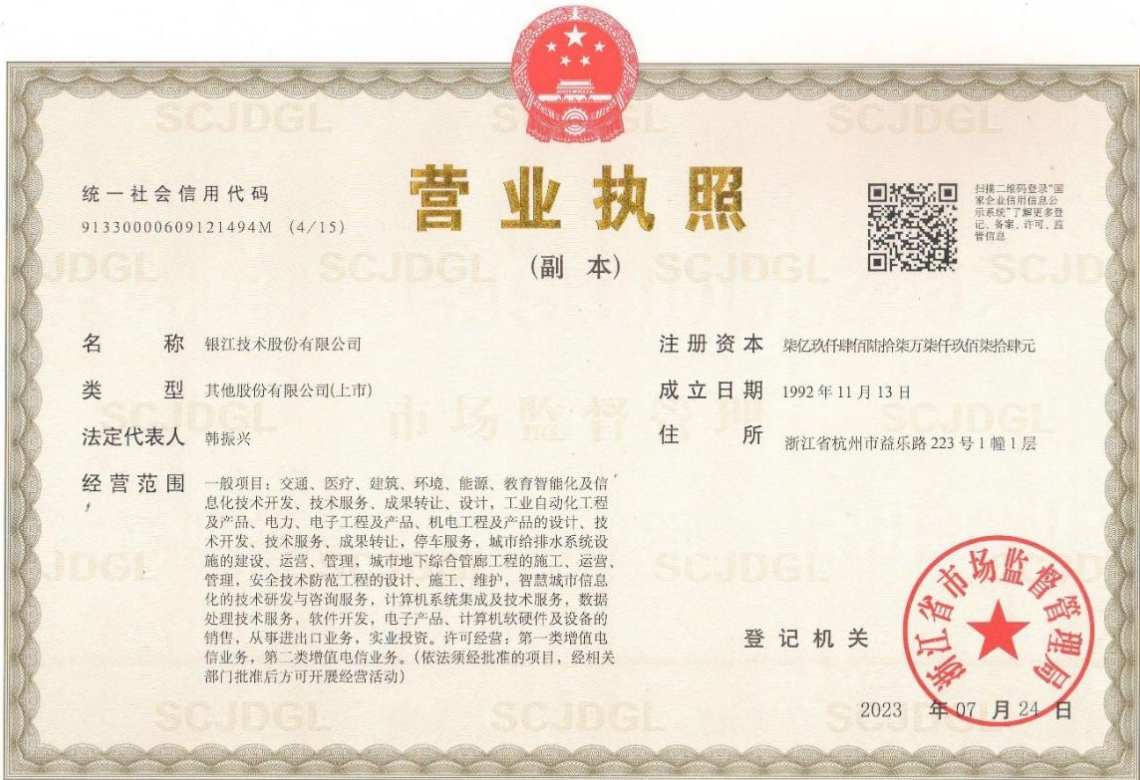 统一社会信用代码
91330000609121494M (4/15)
营业执照
(副 本)
扫描二维码登录"国
家企业信用信息公
示系统"了解更多登
记、备案、许可、监
管信息
名 称 银江技术股份有限公司
类 型 其他股份有限公司(上市)
法定代表人 韩振兴
经营范围 一般项目:交通、医疗、建筑、环境、能源、教育智能化及信
息化技术开发、技术服务、成果转让、设计,工业自动化工程
及产品、电力、电子工程及产品、机电工程及产品的设计、技
术开发、技术服务、成果转让,停车服务,城市给排水系统设
施的建设、运营、管理,城市地下综合管廊工程的施工、运营、
管理,安全技术防范工程的设计、施工、维护,智慧城市信息
化的技术研发与咨询服务,计算机系统集成及技术服务,数据
处理技术服务,软件开发,电子产品、计算机软硬件及设备的
销售,从事进出口业务,实业投资。许可经营:第一类增值电
信业务,第二类增值电信业务。(依法须经批准的项目,经相关
部门批准后方可开展经营活动)
注册资本 柒亿玖仟肆佰陆拾柒万柒仟玖佰柒拾肆元
成立日期 1992年11月13日
住 所 浙江省杭州市益乐路223号1幢1层
登记机关
浙江省市场监督管理局
2023 年 07 月 24 日
SCJDGL
市场监督管理